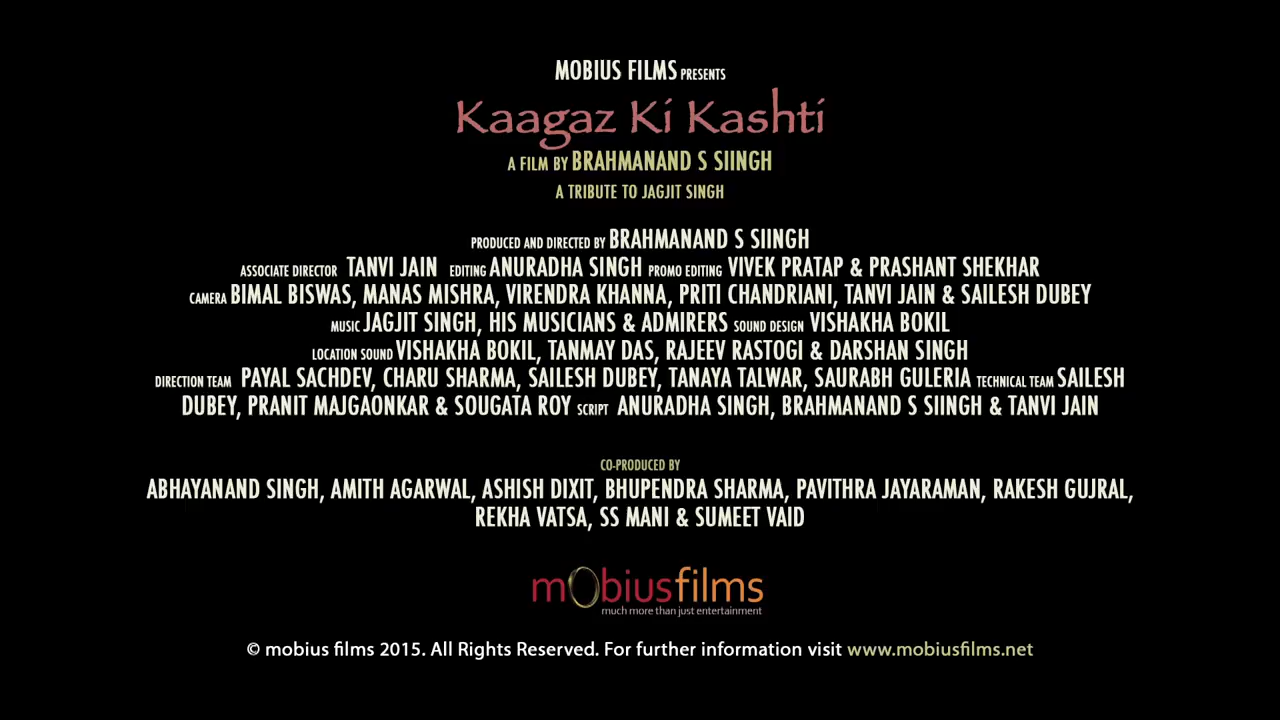 MOBIUS FILMS PRESENTS
Kaagaz Ki Kashti
A FILM BY BRAHMANAND S SIINGH
A TRIBUTE TO JAGJIT SINGH
PRODUCED AND DIRECTED BY BRAHMANAND S SIINGH
ASSOCIATE DIRECTOR TANVI JAIN EDITING ANURADHA SINGH PROMO EDITING VIVEK PRATAP & PRASHANT SHEKHAR
CAMERA BIMAL BISWAS, MANAS MISHRA, VIRENDRA KHANNA, PRITI CHANDRIANI, TANVI JAIN & SAILESH DUBEY
MUSIC JAGJIT SINGH, HIS MUSICIANS & ADMIRERS SOUND DESIGN VISHAKHA BOKIL
LOCATION SOUND VISHAKHA BOKIL, TANMAY DAS, RAJEEV RASTOGI & DARSHAN SINGH
DIRECTION TEAM PAYAL SACHDEV, CHARU SHARMA, SAILESH DUBEY, TANAYA TALWAR, SAURABH GULERIA TECHNICAL TEAM SAILESH
DUBEY, PRANIT MAJGAONKAR & SOUGATA ROY SCRIPT ANURADHA SINGH, BRAHMANAND S SIINGH & TANVI JAIN
CO-PRODUCED BY
ABHAYANAND SINGH, AMITH AGARWAL, ASHISH DIXIT, BHUPENDRA SHARMA, PAVITHRA JAYARAMAN, RAKESH GUJRAL,
REKHA VATSA, SS MANI & SUMEET VAID
mobiusfilms
much more than just entertainment
© mobius films 2015. All Rights Reserved. For further information visit www.mobiusfilms.net